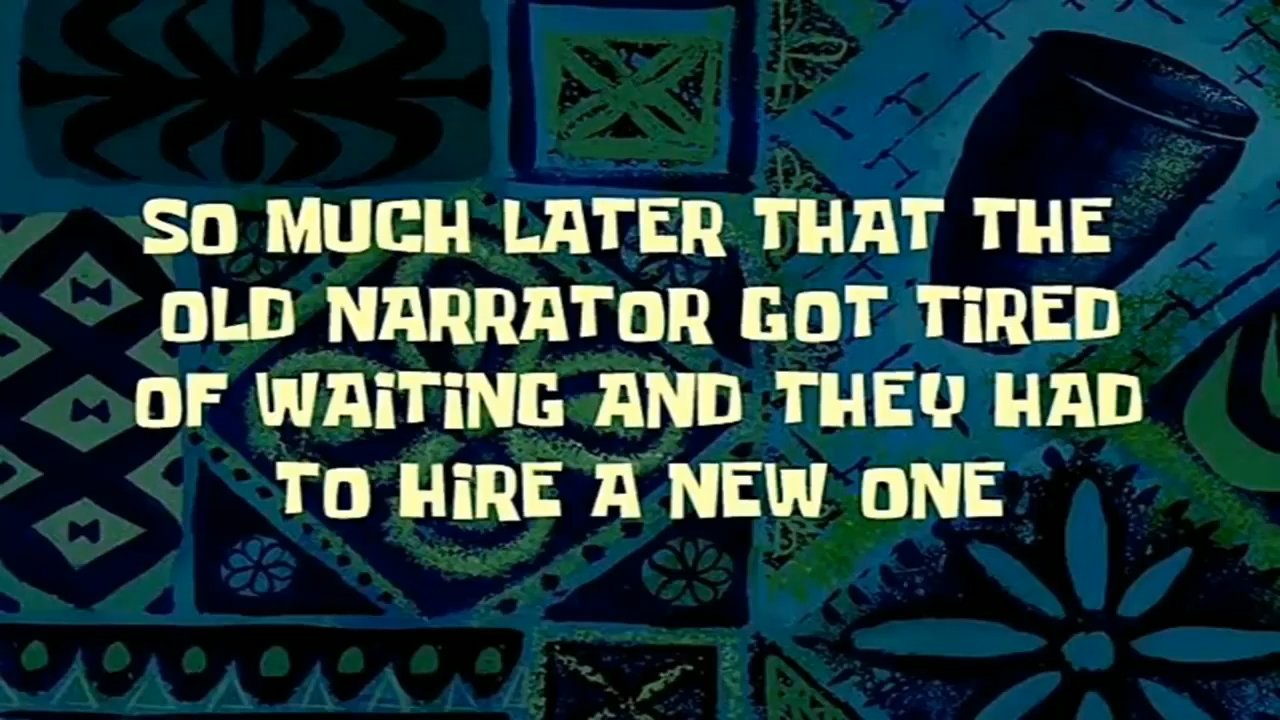 SO MUCH LATER THAT THE
OLD NARRATOR GOT TiRED
OF WAiTiNG AND THEY HAD
TO HiRE A NEW ONE